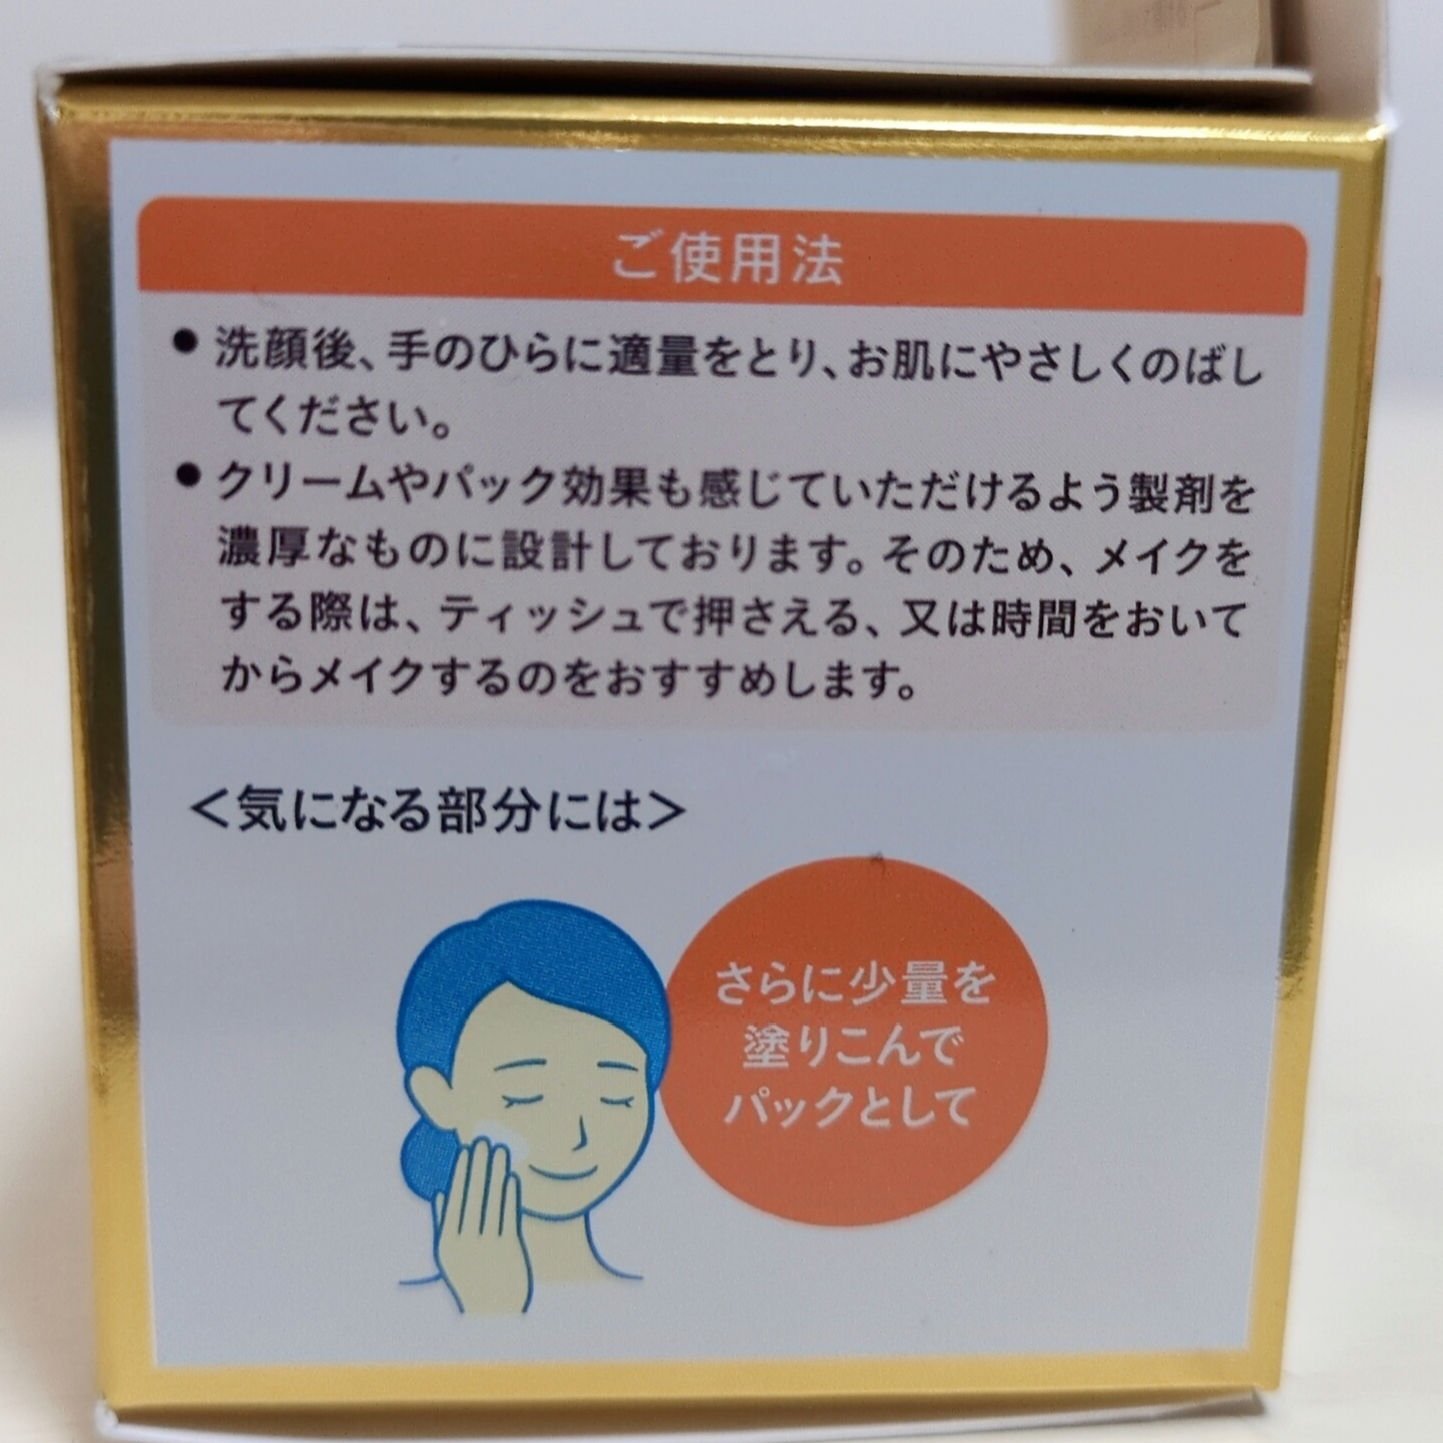 ご使用法
●洗顔後、手のひらに適量をとり、お肌にやさしくのばし
てください。
●クリームやパック効果も感じていただけるよう製剤を
濃厚なものに設計しております。そのため、メイクを
する際は、ティッシュで押さえる、又は時間をおいて
からメイクするのをおすすめします。
＜気になる部分には＞
さらに少量を
塗りこんで
パックとして